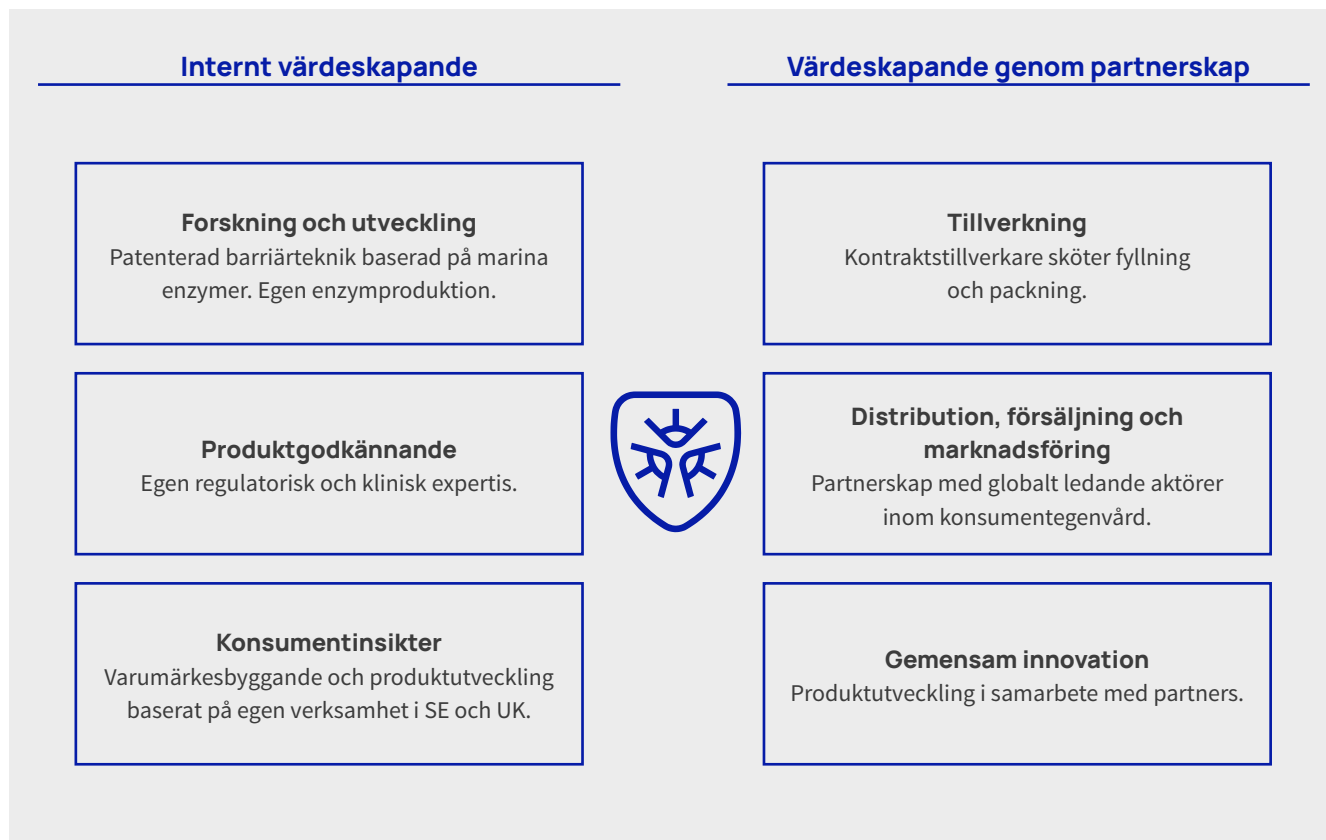 Internt värdeskapande
Forskning och utveckling
Patenterad barriärteknik baserad på marina
enzymer. Egen enzymproduktion.
Produktgodkännande
Egen regulatorisk och klinisk expertis.
Konsumentinsikter
Varumärkesbyggande och produktutveckling
baserat på egen verksamhet i SE och UK.
Värdeskapande genom partnerskap
Tillverkning
Kontraktstillverkare sköter fyllning
och packning.
Distribution, försäljning och
marknadsföring
Partnerskap med globalt ledande aktörer
inom konsumentegenvård.
Gemensam innovation
Produktutveckling i samarbete med partners.